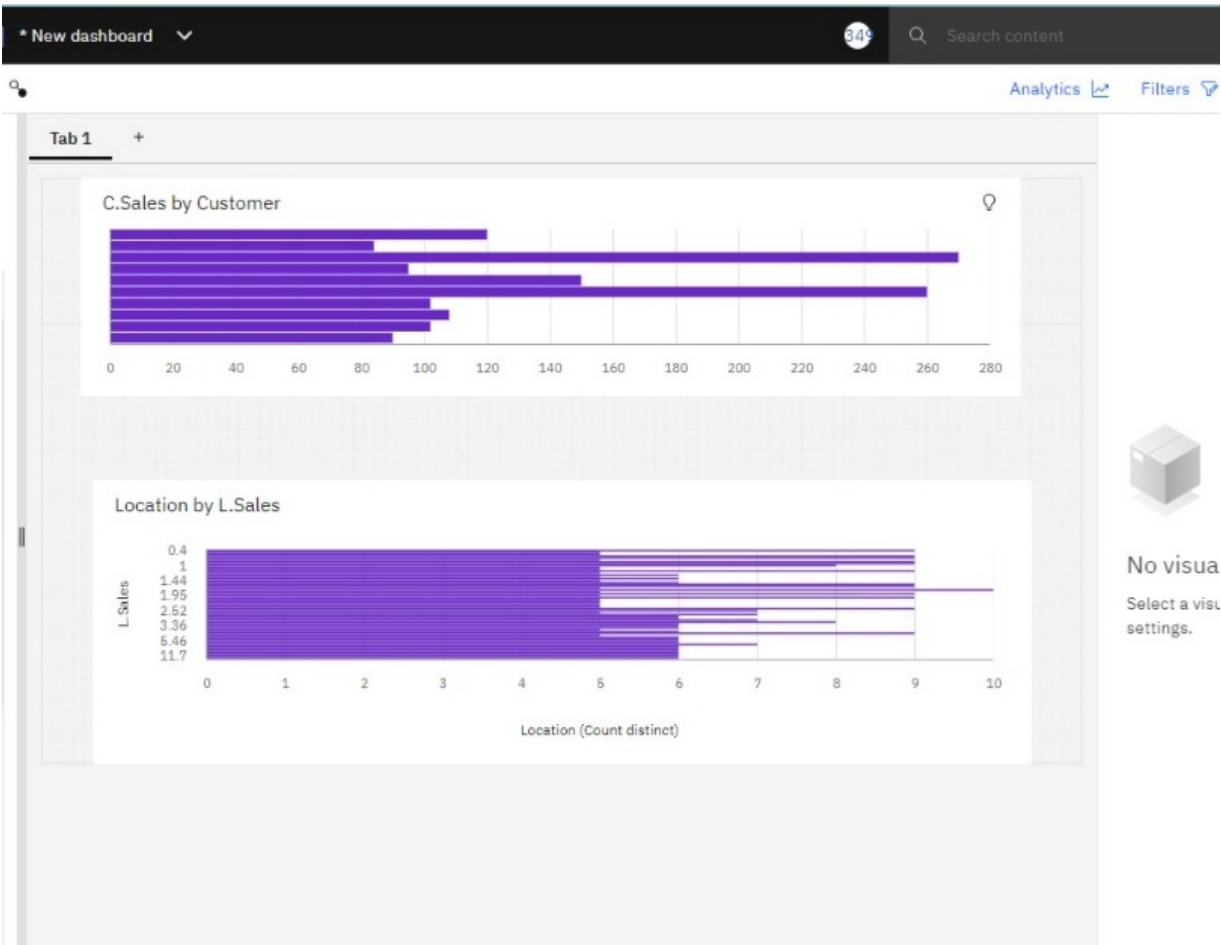 * New dashboard
349
Search content
Analytics
Filters
Tab 1
+
C.Sales by Customer
0 20 40 60 80 100 120 140 160 180 200 220 240 260 280
Location by L.Sales
L.Sales
0.4
1
1.44
1.95
2.52
3.36
5.46
11.7
0 1 2 3 4 5 6 7 8 9 10
Location (Count distinct)
No visua
Select a visu
settings.